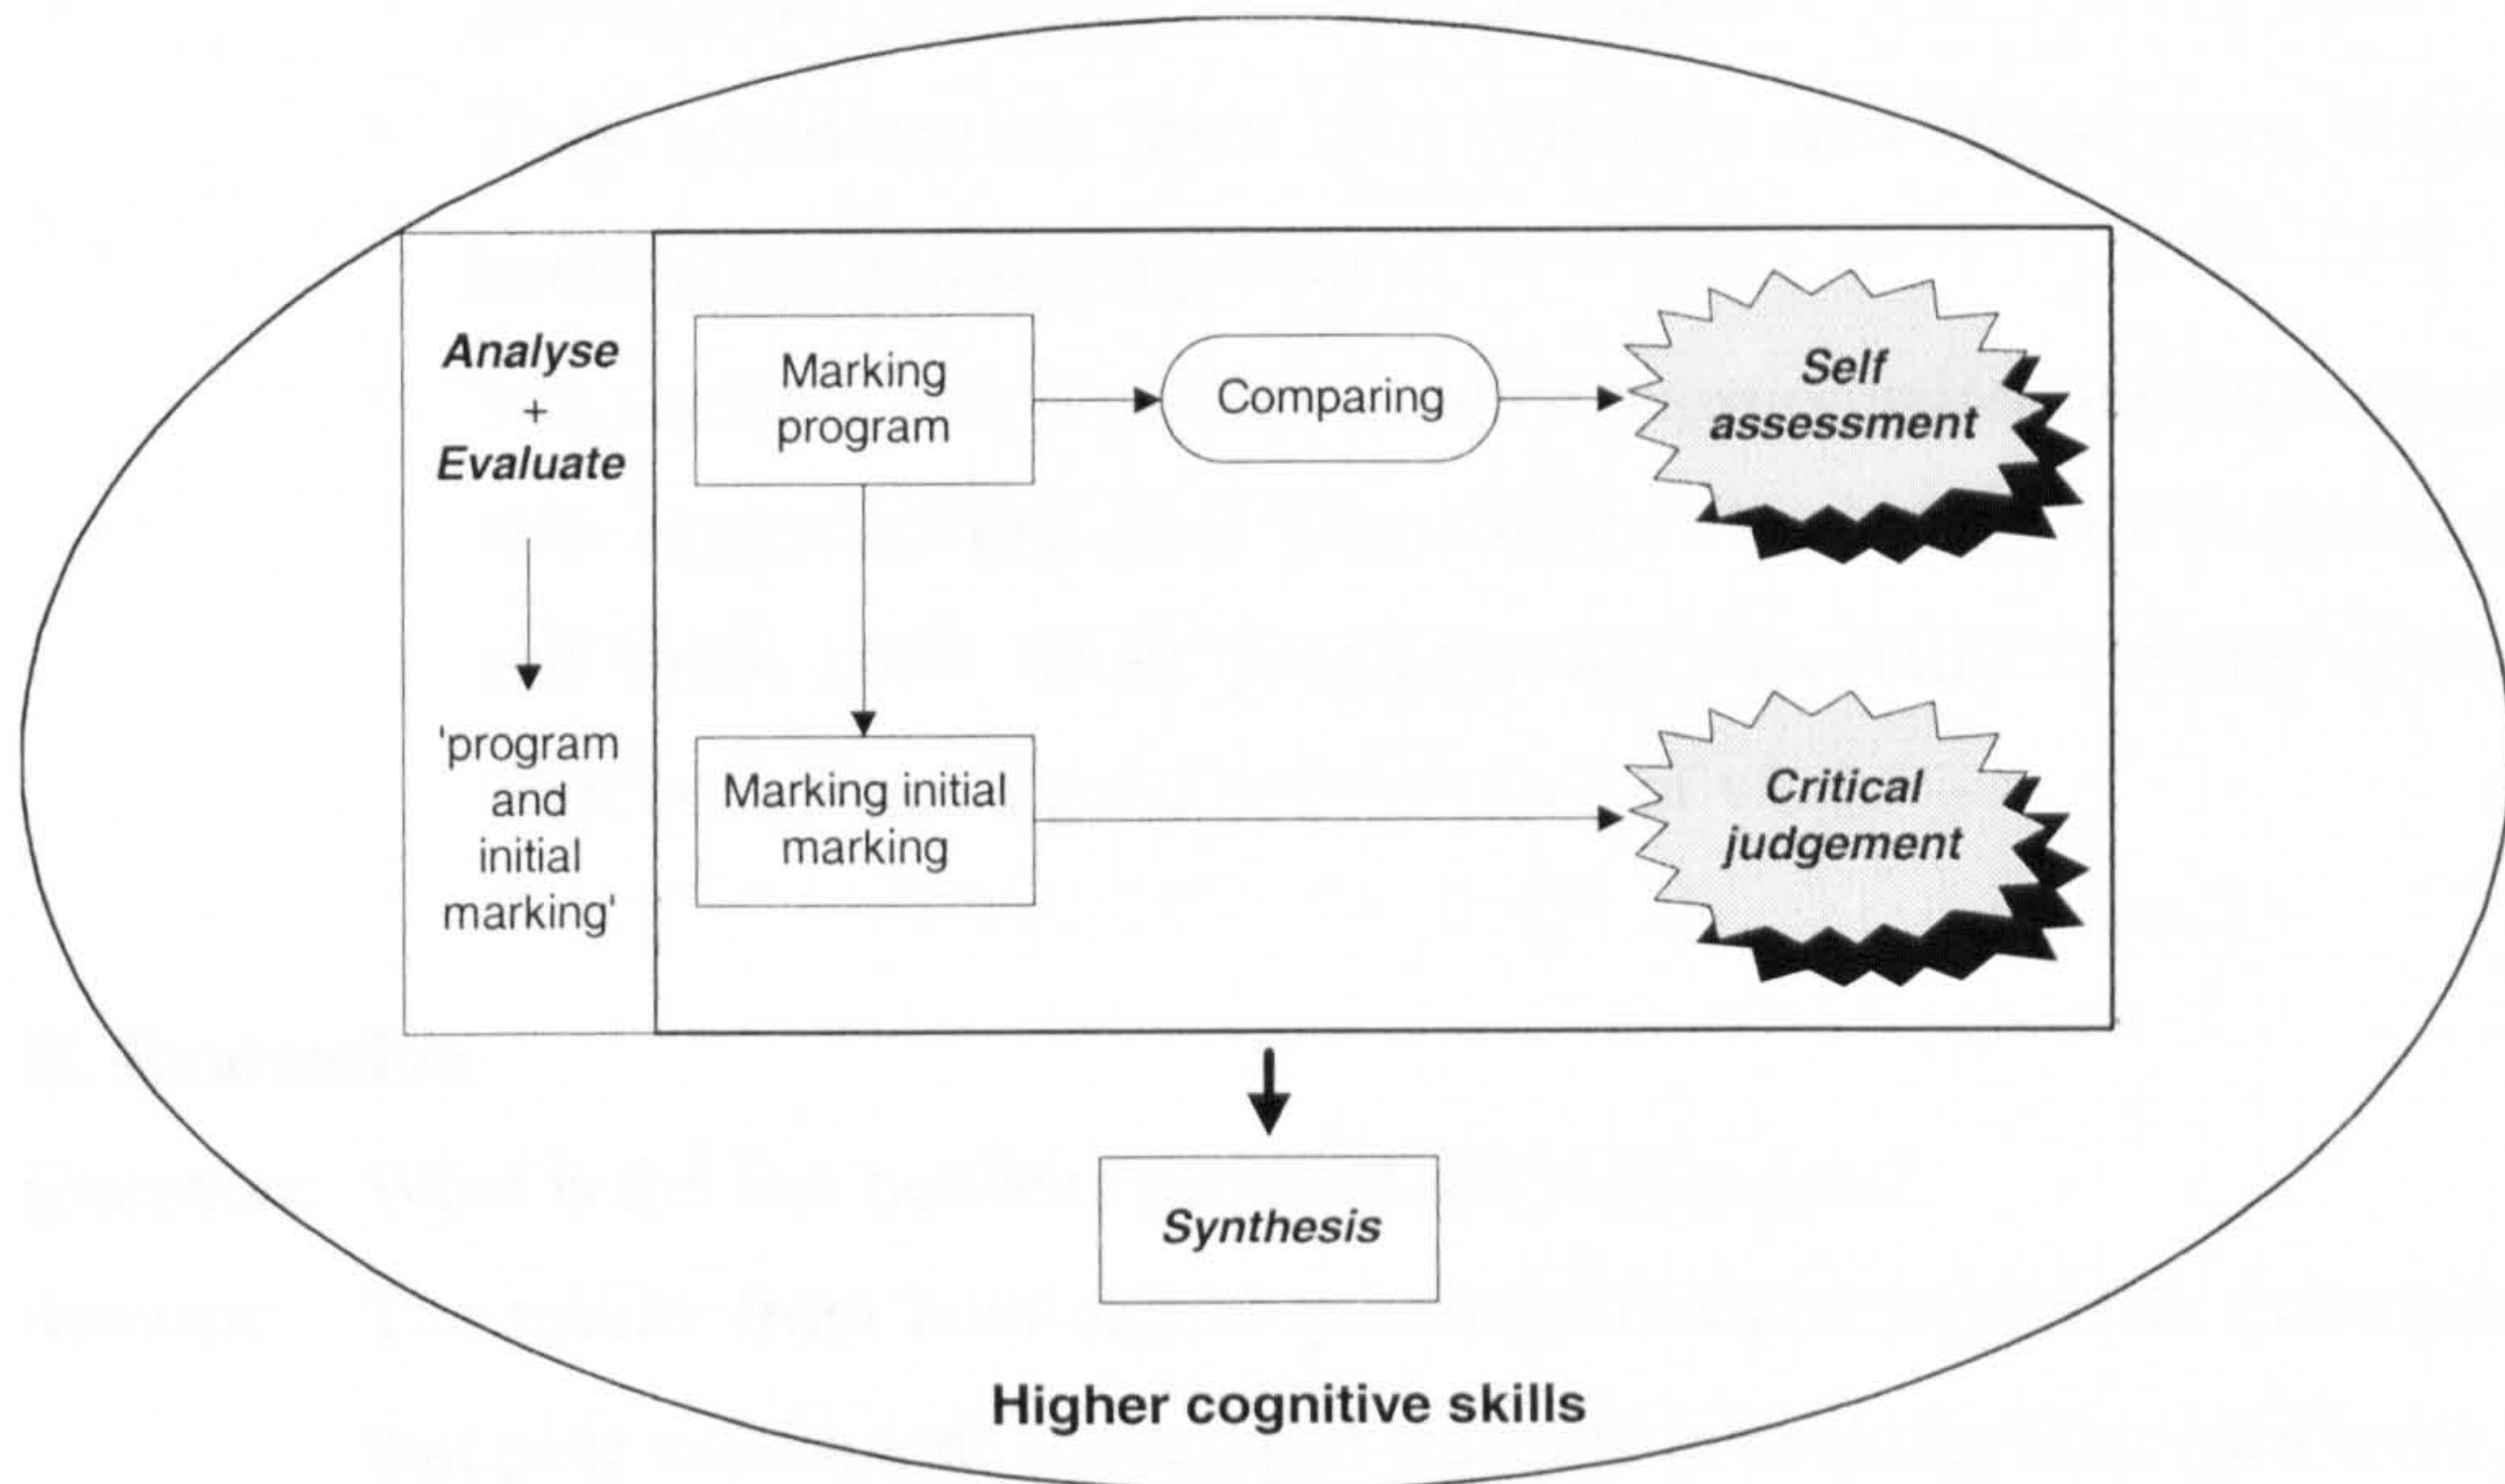 Analyse
+
Evaluate
'program
and
initial
marking'
Marking
program
Comparing
Self
assessment
Marking initial
marking
Critical
judgement
Synthesis
Higher cognitive skills